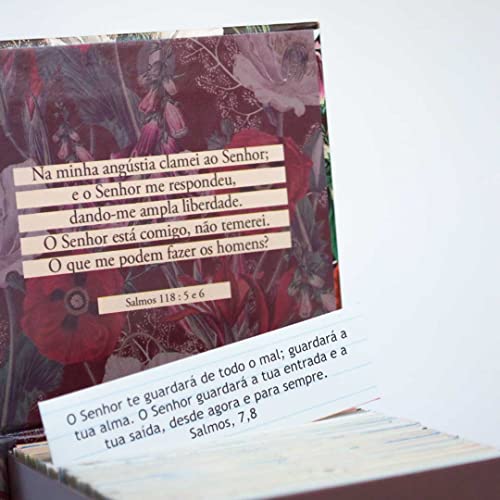 Na minha angústia clamei ao Senhor;
e o Senhor me respondeu,
dando-me ampla liberdade.
O Senhor está comigo, não temerei.
O que me podem fazer os homens?
Salmos 118 : 5 e 6
O Senhor te guardará de todo o mal; guardará a
tua alma. O Senhor guardará a tua entrada e a
tua saída, desde agora e para sempre.
Salmos, 7,8